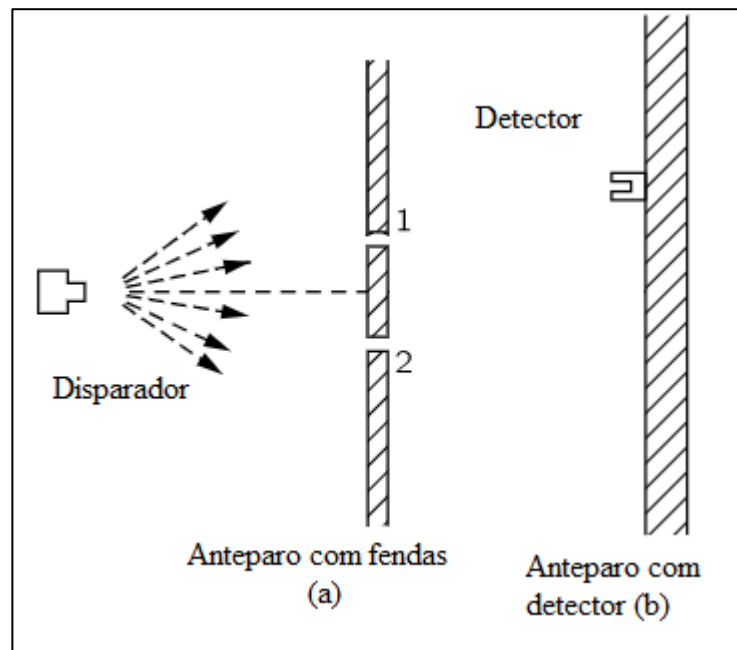 Detector
1
2
Disparador
Anteparo com fendas
(a)
Anteparo com
detector (b)